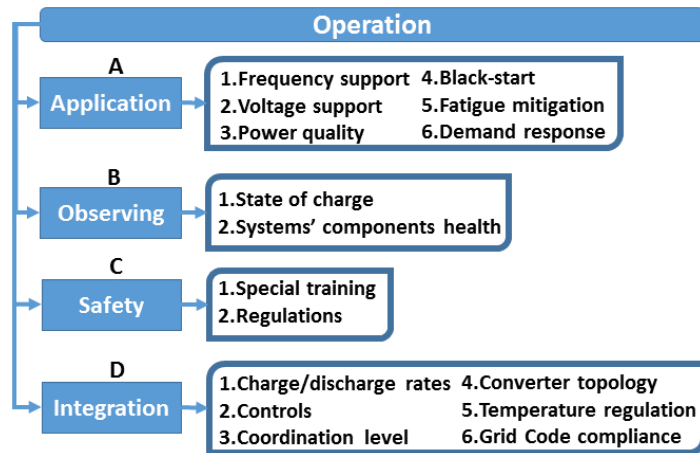 Operation
A
Application
1.Frequency support
2.Voltage support
3.Power quality
4.Black-start
5.Fatigue mitigation
6.Demand response
B
Observing
1.State of charge
2.Systems’ components health
C
Safety
1.Special training
2.Regulations
D
Integration
1.Charge/discharge rates
2.Controls
3.Coordination level
4.Converter topology
5.Temperature regulation
6.Grid Code compliance